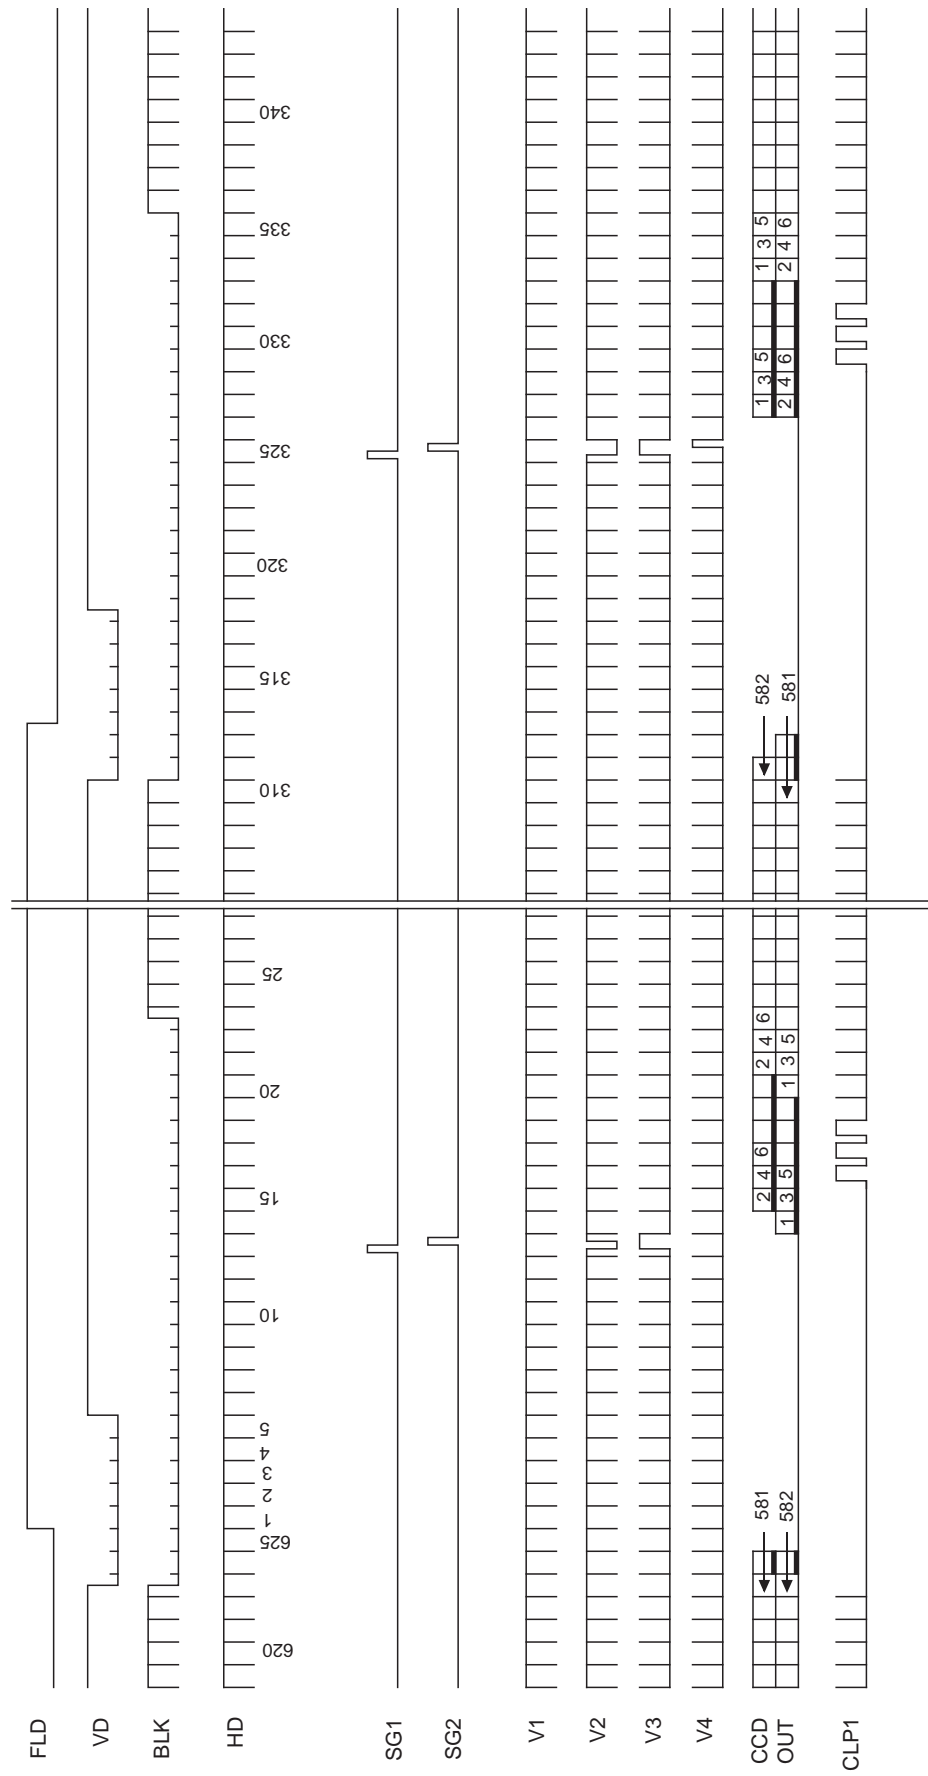 FLD
VD
BLK
HD
620 625 1 2 3 4 5 10 15 20 25 310 315 320 325 330 335 340
SG1
SG2
V1
V2
V3
V4
CCD 581 2 4 6 2 4 6 582 1 3 5 1 3 5
OUT 582 1 3 5 1 3 5 581 2 4 6 2 4 6
CLP1